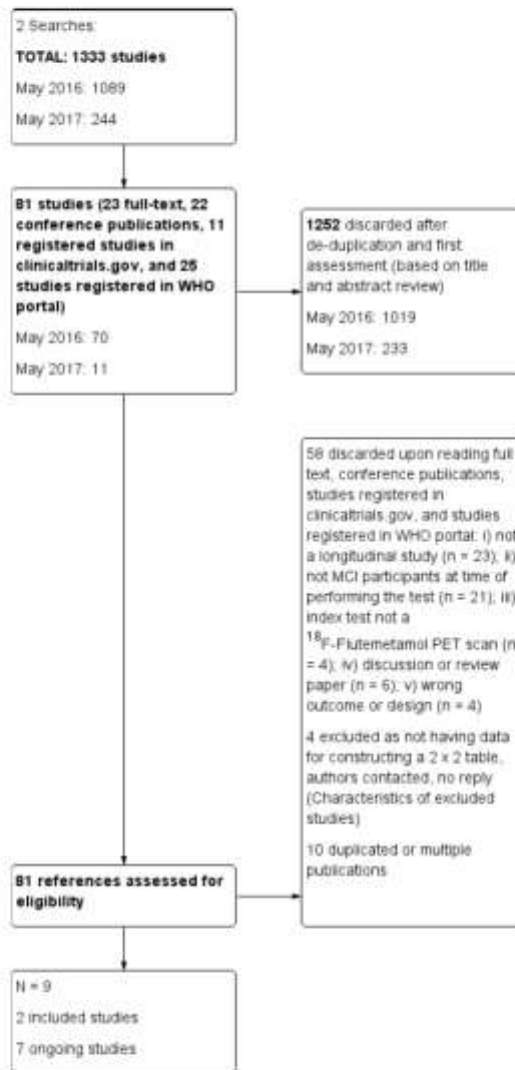 2 Searches:
TOTAL: 1333 studies
May 2016: 1089
May 2017: 244
81 studies (23 full-text, 22
conference publications, 11
registered studies in
clinicaltrials.gov, and 25
studies registered in WHO
portal)
May 2016: 70
May 2017: 11
1252 discarded after
de-duplication and first
assessment (based on title
and abstract review)
May 2016: 1019
May 2017: 233
58 discarded upon reading full
text, conference publications,
studies registered in
clinicaltrials.gov, and studies
registered in WHO portal: i) not
a longitudinal study (n = 23); ii)
not MCI participants at time of
performing the test (n = 21); iii)
index test not a
18F-Flutemetamol PET scan (n
= 4); iv) discussion or review
paper (n = 6); v) wrong
outcome or design (n = 4)
4 excluded as not having data
for constructing a 2 x 2 table,
authors contacted, no reply
(Characteristics of excluded
studies)
10 duplicated or multiple
publications
81 references assessed for
eligibility
N = 9
2 included studies
7 ongoing studies